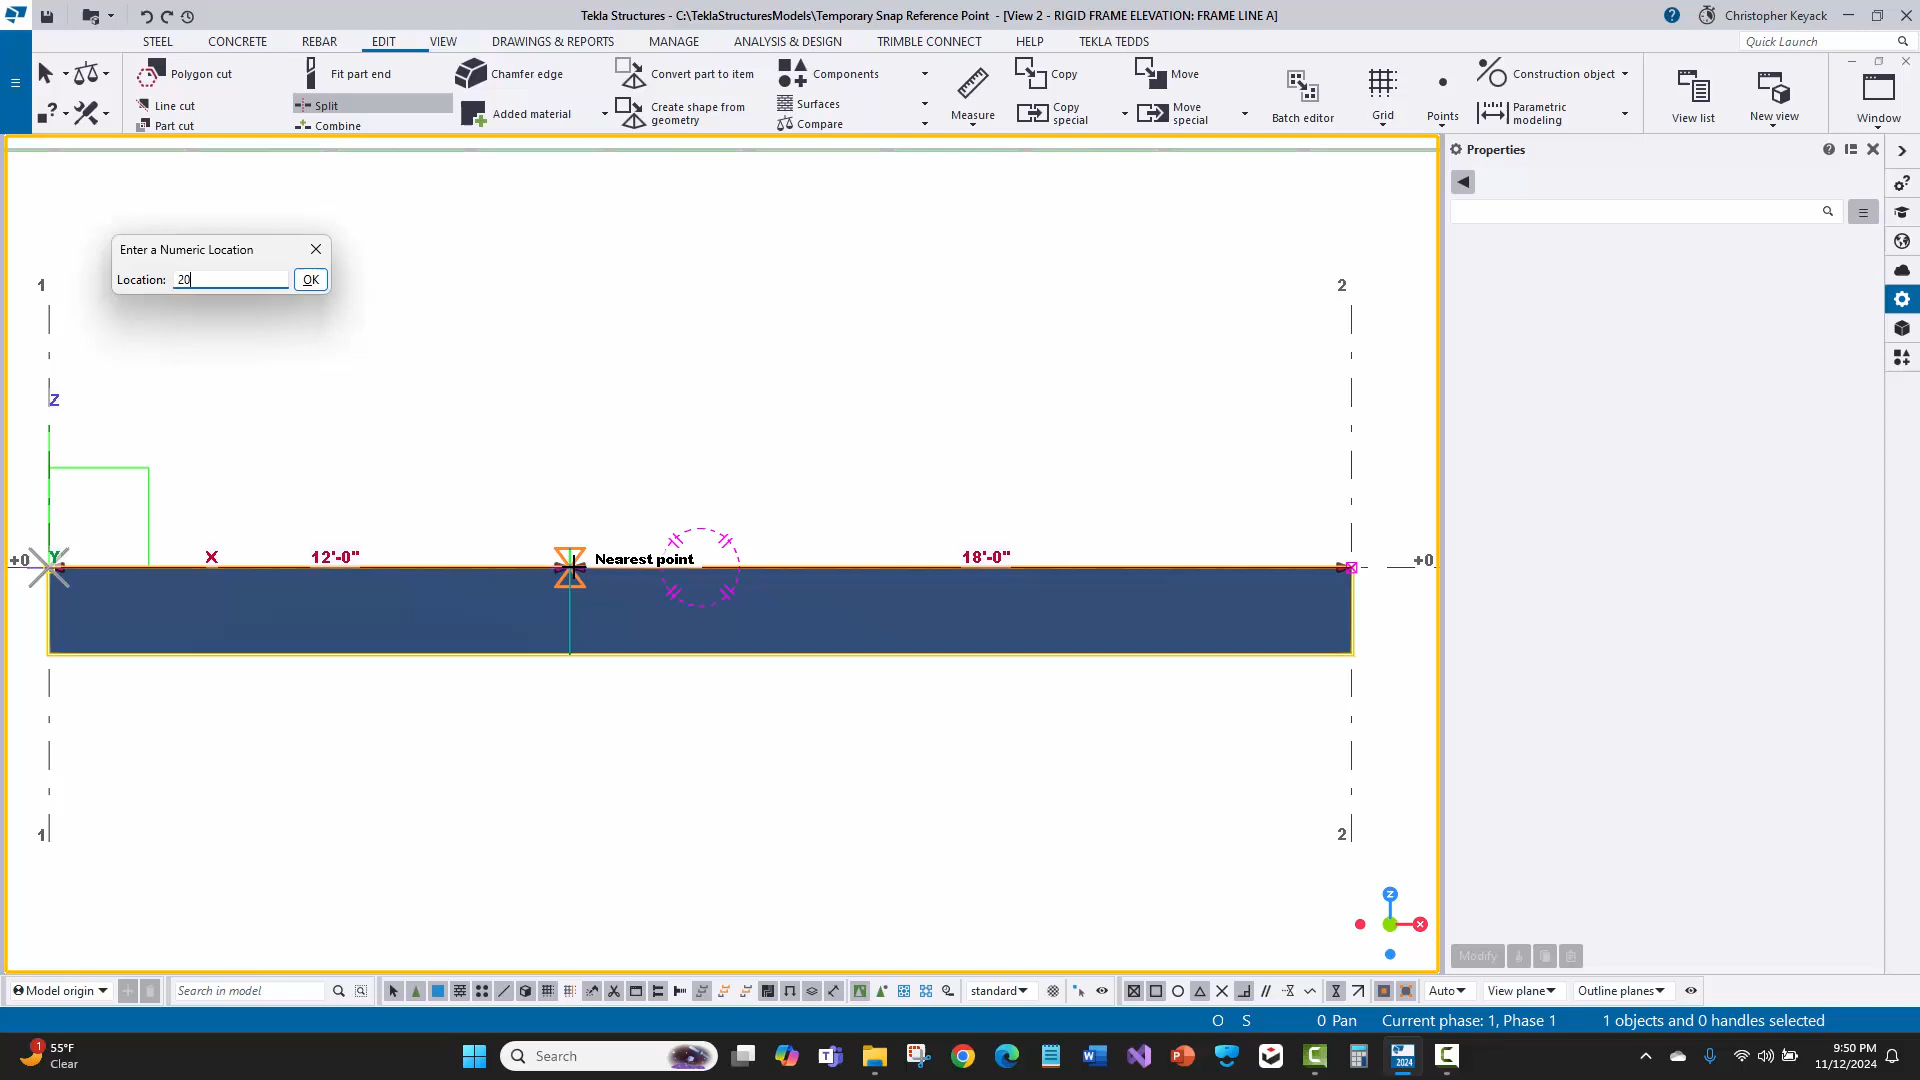 Tekla Structures - C:\TeklaStructuresModels\Temporary Snap Reference Point - [View 2 - RIGID FRAME ELEVATION: FRAME LINE A]
Christopher Keyack
STEEL CONCRETE REBAR EDIT VIEW DRAWINGS & REPORTS MANAGE ANALYSIS & DESIGN TRIMBLE CONNECT HELP TEKLA TEDDS
Quick Launch
Polygon cut
Line cut
Part cut
Fit part end
Split
Combine
Chamfer edge
Added material
Convert part to item
Create shape from
geometry
Components
Surfaces
Compare
Measure
Copy
Copy
special
Move
Move
special
Batch editor
Grid
Points
Construction object
Parametric
modeling
View list
New view
Window
Properties
Enter a Numeric Location
Location: 20
OK
1
2
Z
+0
Y
X
12'-0"
Nearest point
18'-0"
+0
1
2
Z
X
Modify
Model origin
Search in model
standard
Auto
View plane
Outline planes
O S 0 Pan Current phase: 1, Phase 1 1 objects and 0 handles selected
1
55°F
Clear
Search
2024
9:50 PM
11/12/2024